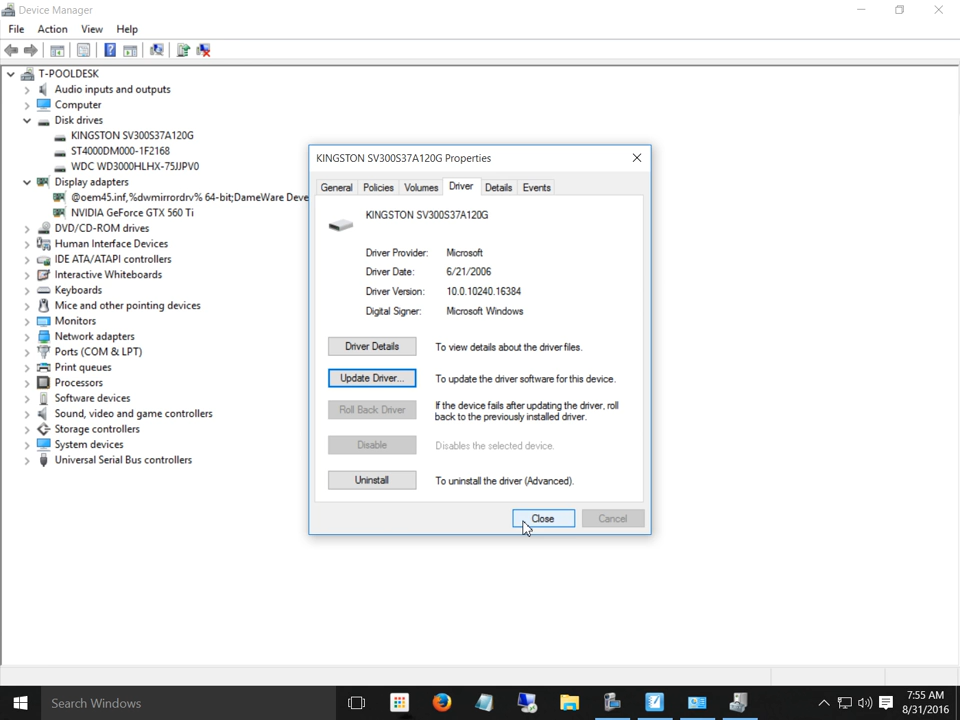 Device Manager
File Action View Help
T-POOLDESK
Audio inputs and outputs
Computer
Disk drives
KINGSTON SV300S37A120G
ST4000DM000-1F2168
WDC WD3000HLHX-75JJPV0
Display adapters
@oem45.inf,%dwmirrordrv% 64-bit;DameWare Deve
NVIDIA GeForce GTX 560 Ti
DVD/CD-ROM drives
Human Interface Devices
IDE ATA/ATAPI controllers
Interactive Whiteboards
Keyboards
Mice and other pointing devices
Monitors
Network adapters
Ports (COM & LPT)
Print queues
Processors
Software devices
Sound, video and game controllers
Storage controllers
System devices
Universal Serial Bus controllers
KINGSTON SV300S37A120G Properties
General Policies Volumes Driver Details Events
KINGSTON SV300S37A120G
Driver Provider: Microsoft
Driver Date: 6/21/2006
Driver Version: 10.0.10240.16384
Digital Signer: Microsoft Windows
Driver Details To view details about the driver files.
Update Driver... To update the driver software for this device.
Roll Back Driver If the device fails after updating the driver, roll
back to the previously installed driver.
Disable Disables the selected device.
Uninstall To uninstall the driver (Advanced).
Close Cancel
Search Windows
7:55 AM
8/31/2016